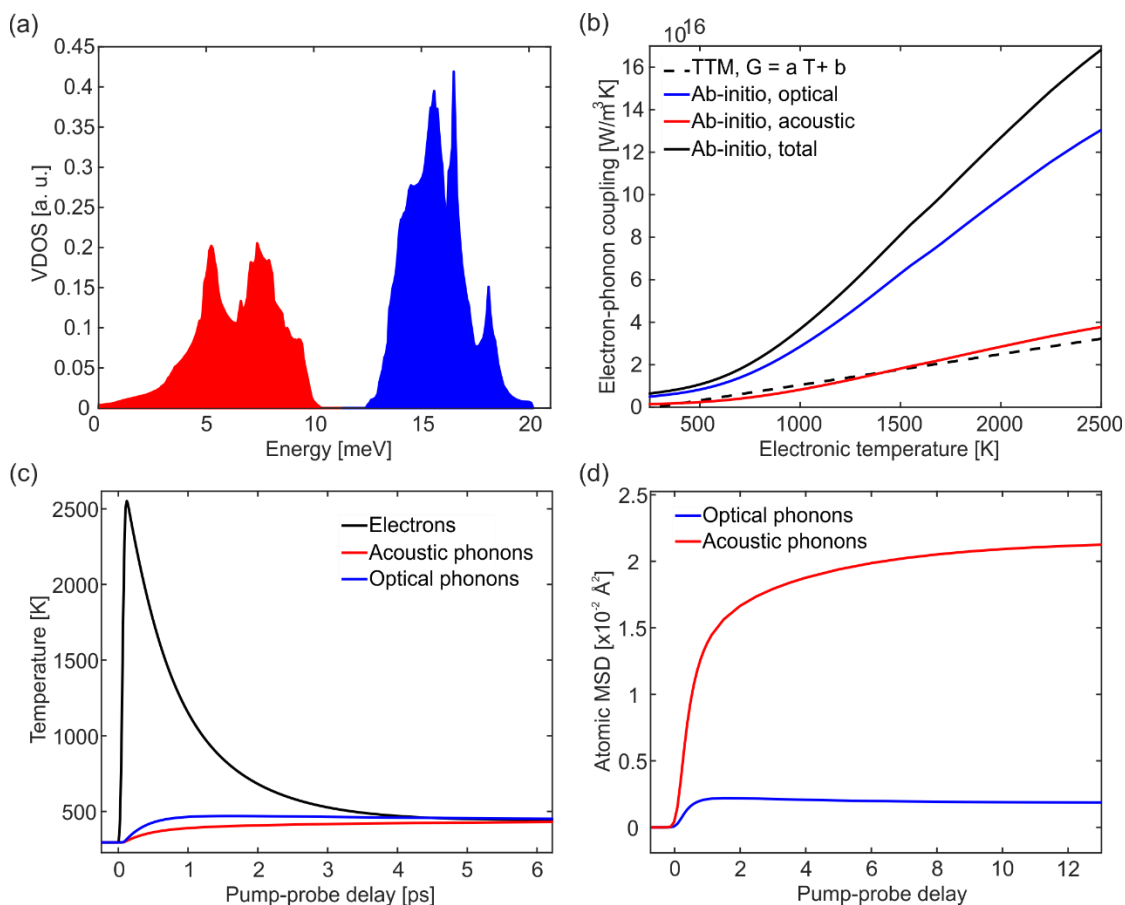 (a)
0.45
0.4
0.35
0.3
0.25
0.2
0.15
0.1
0.05
0
VDOS [a. u.]
0
5
10
15
20
Energy [meV]
(b)
10^16
16
14
12
10
8
6
4
2
0
Electron-phonon coupling [W/m³K]
TTM, G = a T+ b
Ab-initio, optical
Ab-initio, acoustic
Ab-initio, total
500
1000
1500
2000
2500
Electronic temperature [K]
(c)
2500
2000
1500
1000
500
Temperature [K]
Electrons
Acoustic phonons
Optical phonons
0
1
2
3
4
5
6
Pump-probe delay [ps]
(d)
2.5
2
1.5
1
0.5
0
Atomic MSD [x10⁻² Å²]
Optical phonons
Acoustic phonons
0
2
4
6
8
10
12
Pump-probe delay